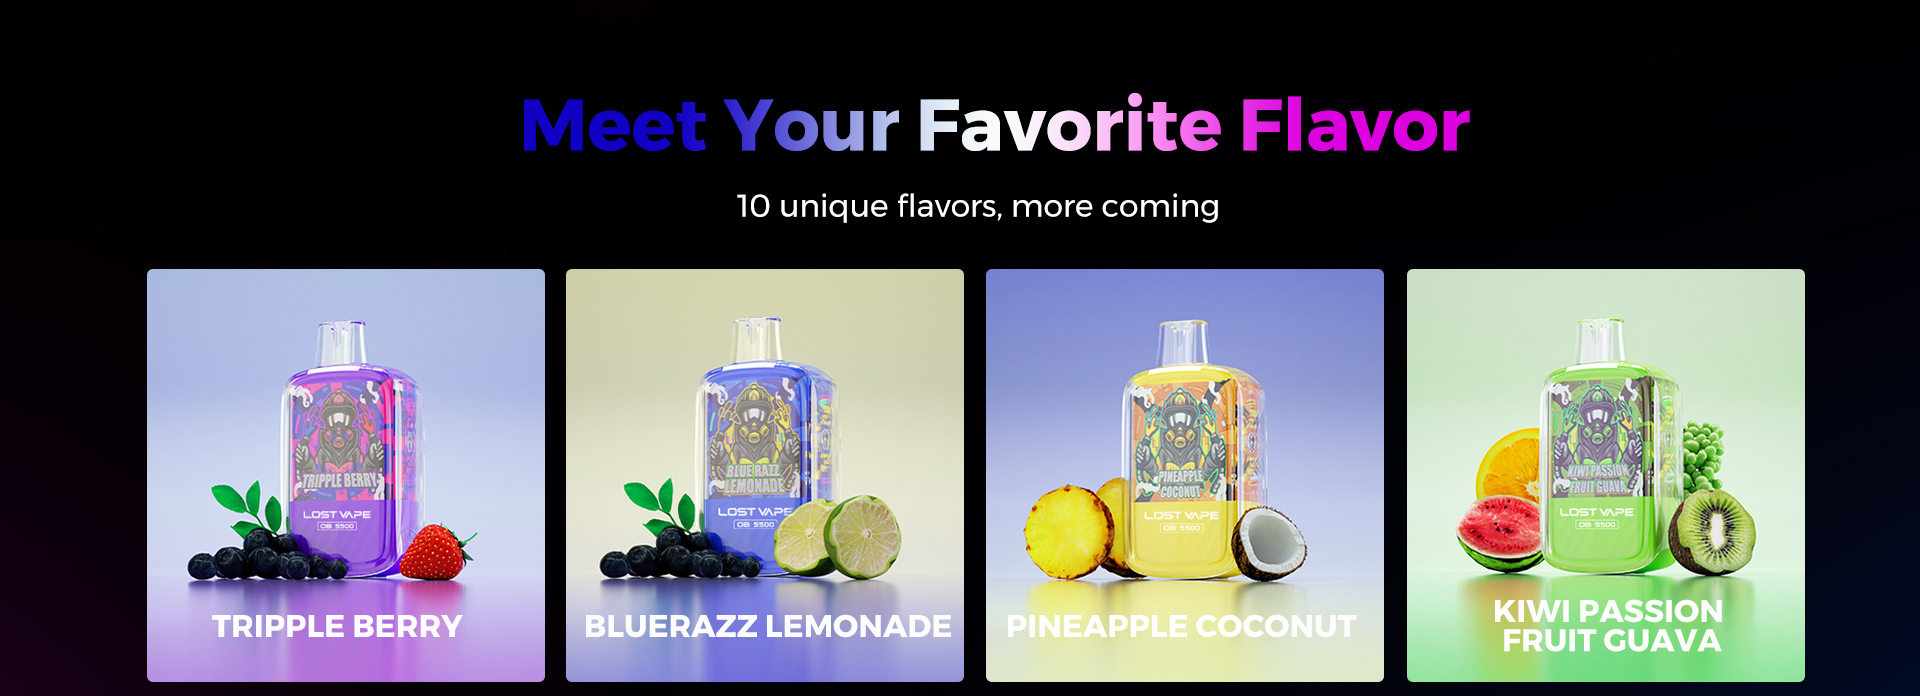 Meet Your Favorite Flavor
10 unique flavors, more coming
TRIPPLE BERRY
LOST VAPE
OB 5500
TRIPPLE BERRY
BLUE RAZZ
LEMONADE
LOST VAPE
OB 5500
BLUERAZZ LEMONADE
PINEAPPLE
COCONUT
LOST VAPE
OB 5500
PINEAPPLE COCONUT
KIWI PASSION
FRUIT GUAVA
LOST VAPE
OB 5500
KIWI PASSION
FRUIT GUAVA